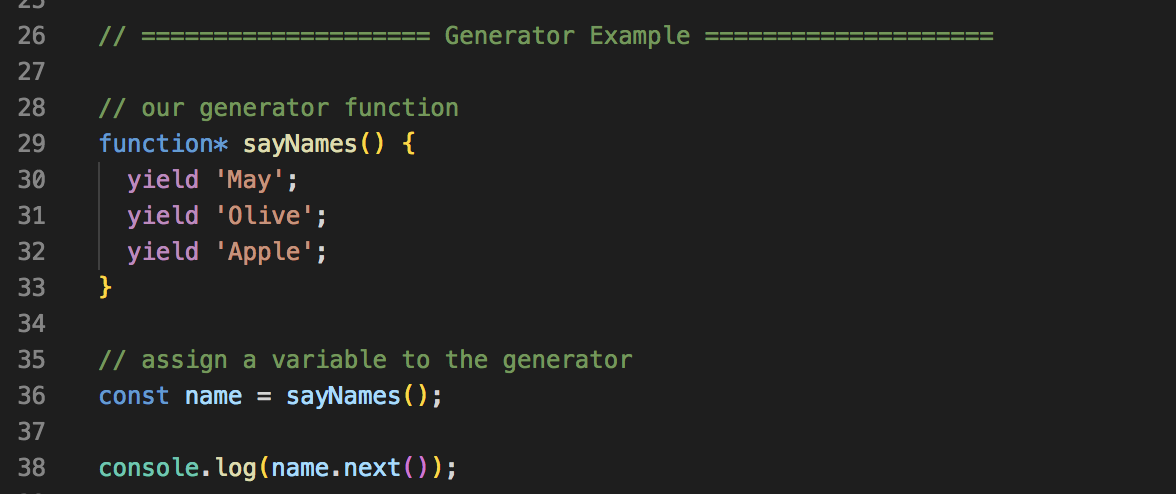 25
26 // ==================== Generator Example ====================
27
28 // our generator function
29 function* sayNames() {
30   yield 'May';
31   yield 'Olive';
32   yield 'Apple';
33 }
34
35 // assign a variable to the generator
36 const name = sayNames();
37
38 console.log(name.next());